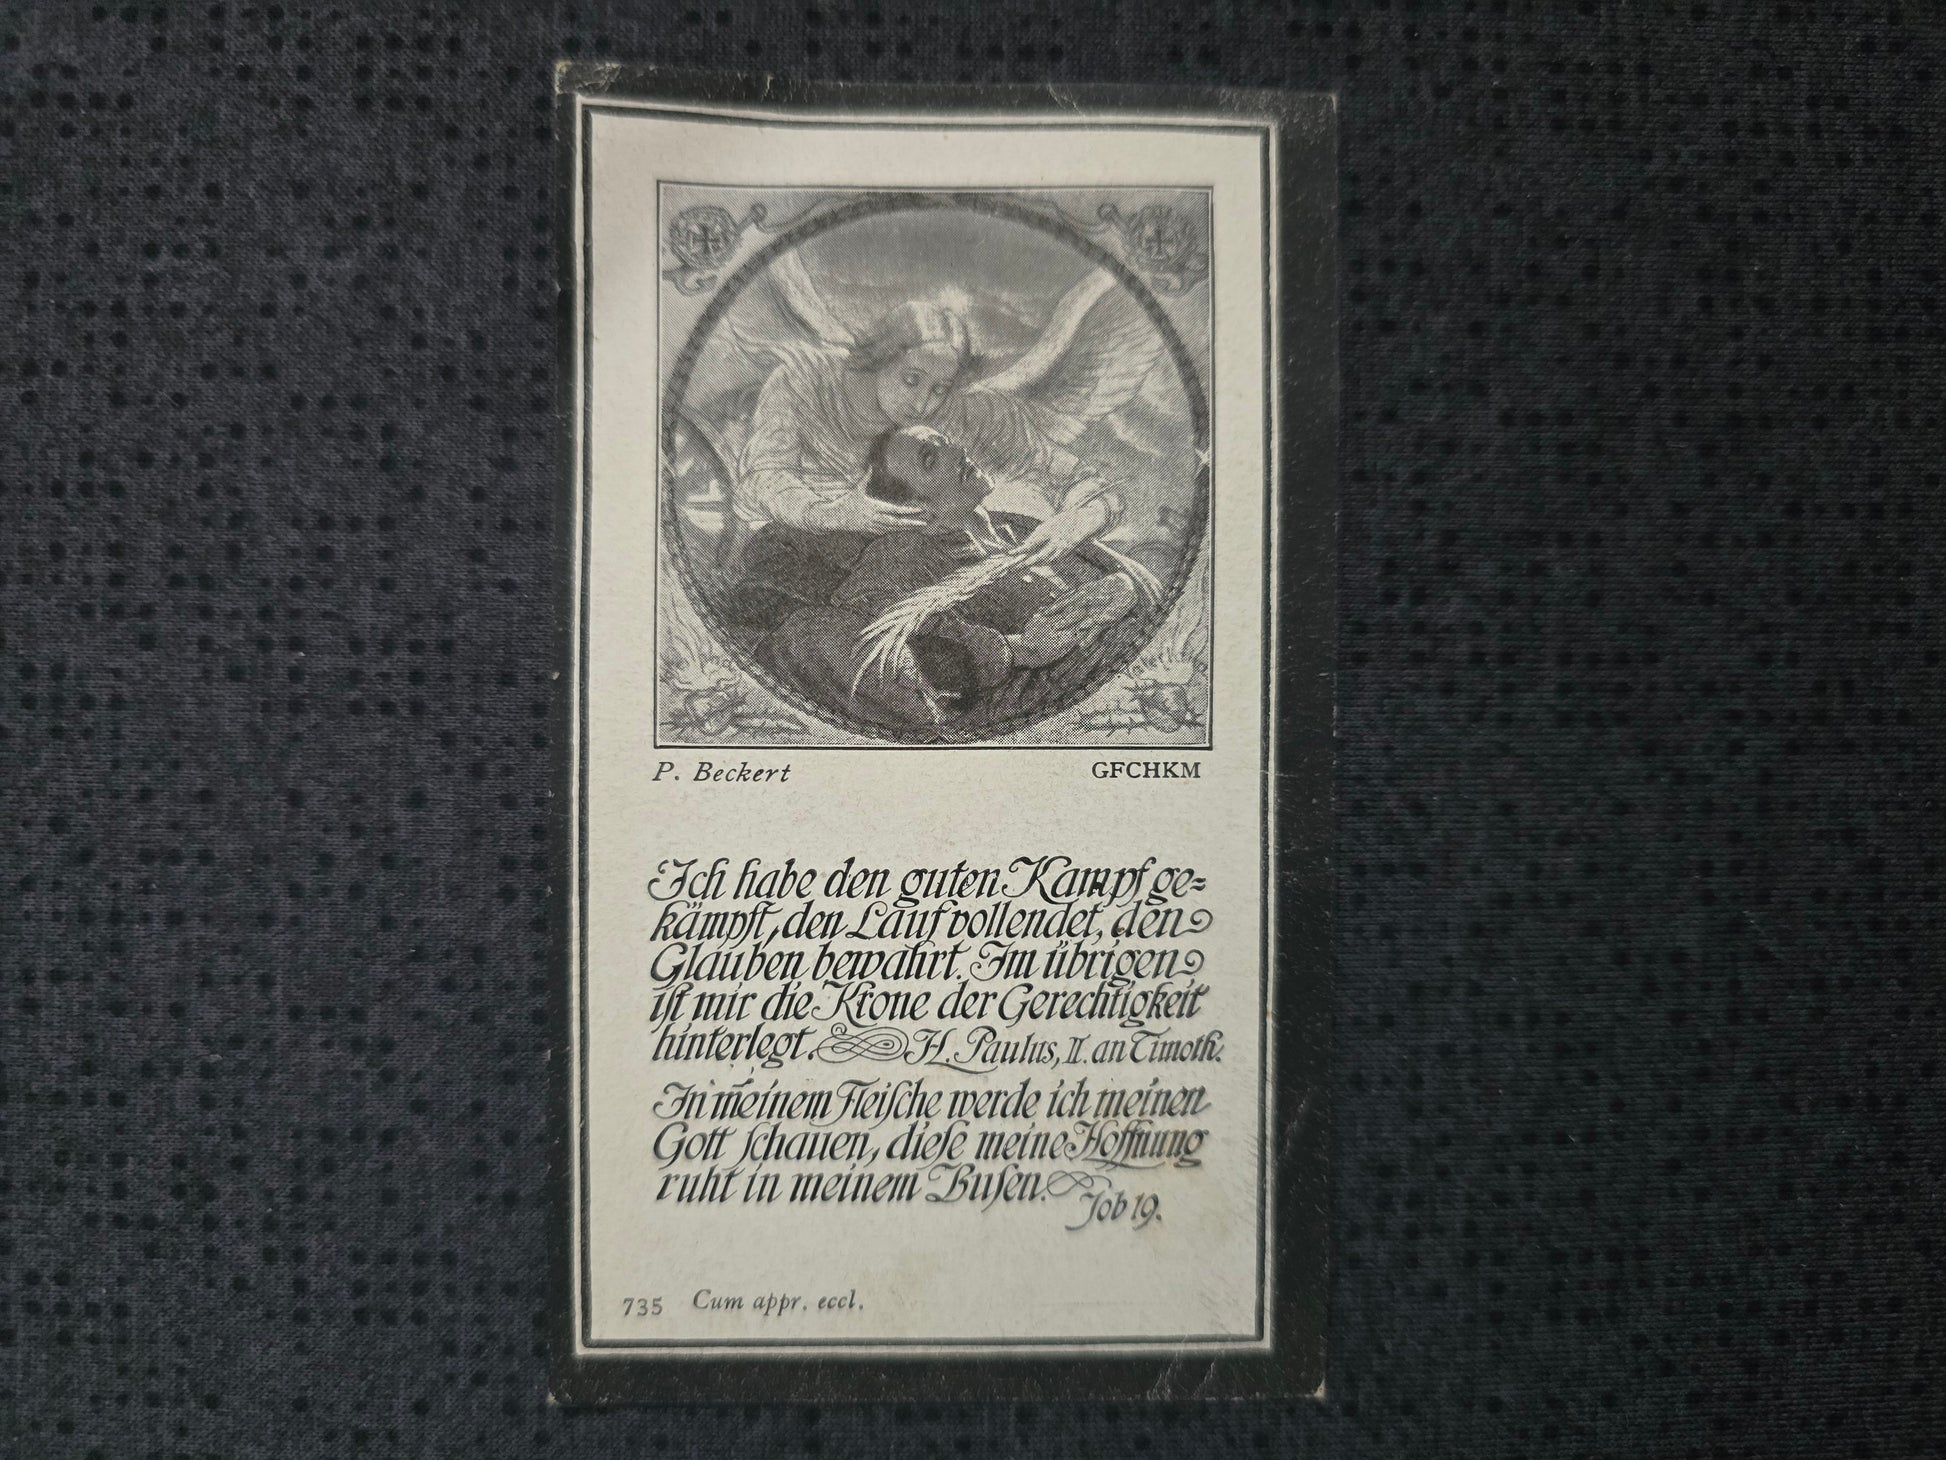 P. Beckert
GFCHKM
Ich habe den guten Kampf ge=
kämpft, den Lauf vollendet, den
Glauben bewahrt. Im übrigen
iſt mir die Krone der Gerechtigkeit
hinterlegt. H. Paulus, II. an Timoth.
In meinem Fleiſche werde ich meinen
Gott ſchauen, dieſe meine Hoffnung
ruht in meinem Buſen.
Job 19.
735 Cum appr. eccl.